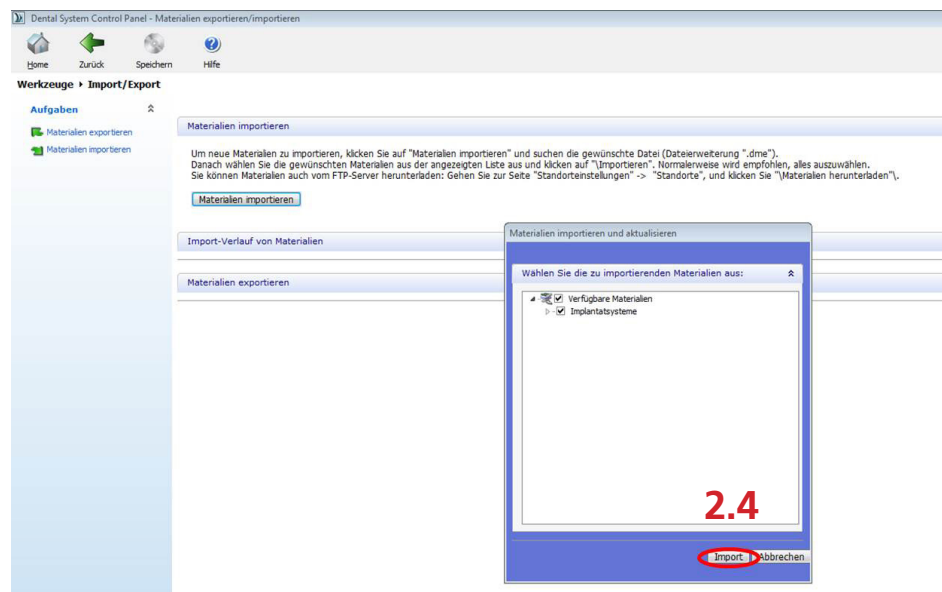 Dental System Control Panel - Materialien exportieren/importieren
Home Zurück Speichern Hilfe
Werkzeuge ▸ Import/Export
Aufgaben
Materialien exportieren
Materialien importieren
Materialien importieren
Um neue Materialien zu importieren, klicken Sie auf "Materialien importieren" und suchen die gewünschte Datei (Dateierweiterung ".dme").
Danach wählen Sie die gewünschten Materialien aus der angezeigten Liste aus und klicken auf "\Importieren". Normalerweise wird empfohlen, alles auszuwählen.
Sie können Materialien auch vom FTP-Server herunterladen: Gehen Sie zur Seite "Standorteinstellungen" -> "Standorte", und klicken Sie "\Materialien herunterladen"\.
Materialien importieren
Import-Verlauf von Materialien
Materialien exportieren
Materialien importieren und aktualisieren
Wählen Sie die zu importierenden Materialien aus:
Verfügbare Materialien
Implantatsysteme
2.4
Import Abbrechen